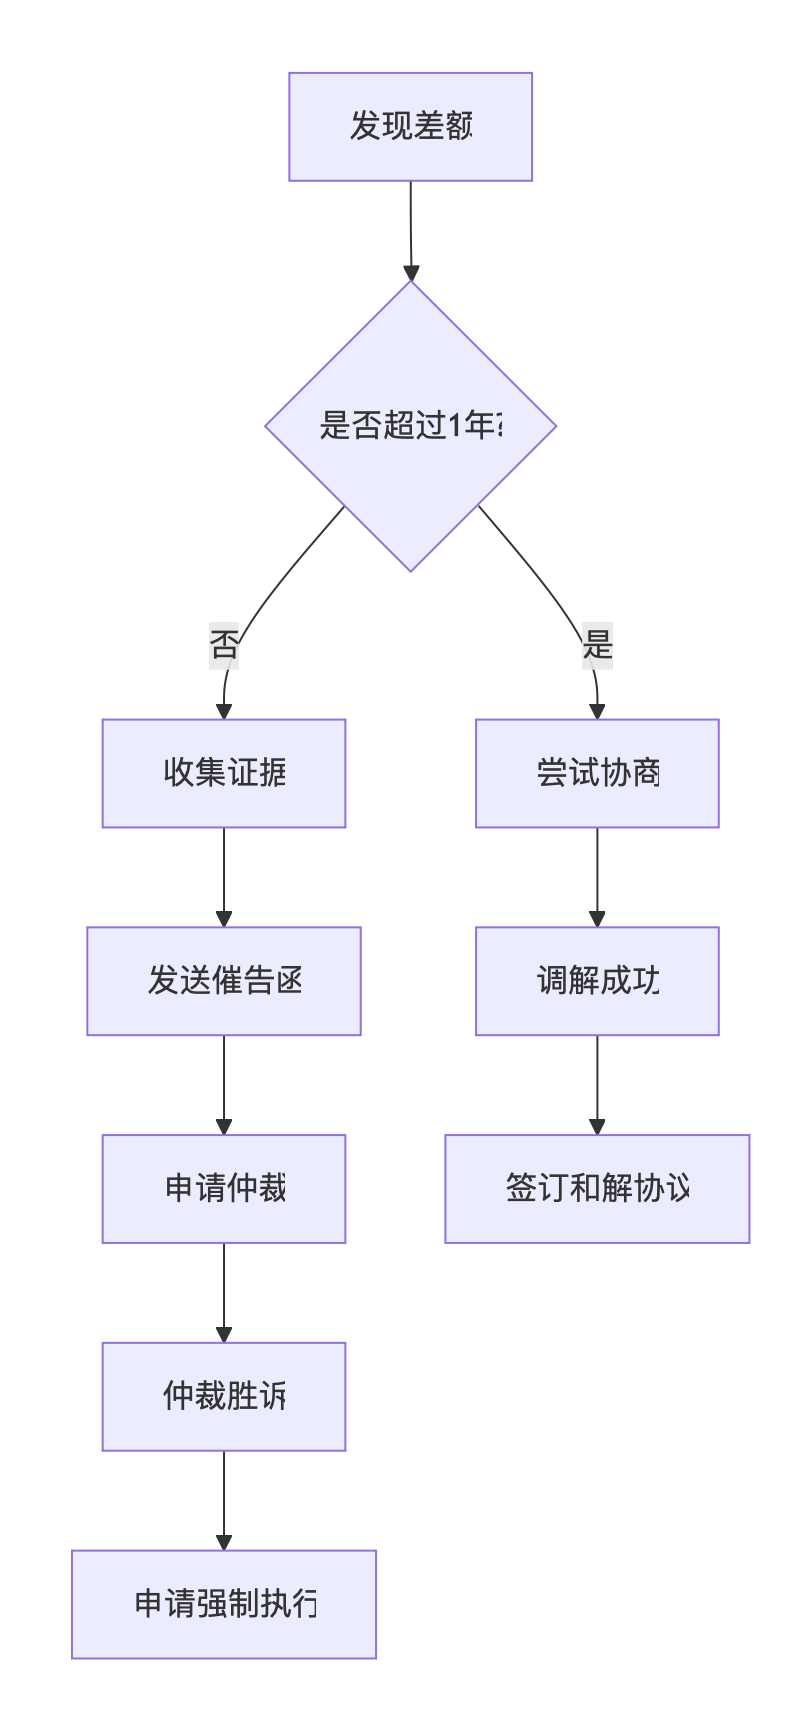 发现差额
是否超过1年?
否
是
收集证据
尝试协商
发送催告函
调解成功
申请仲裁
签订和解协议
仲裁胜诉
申请强制执行